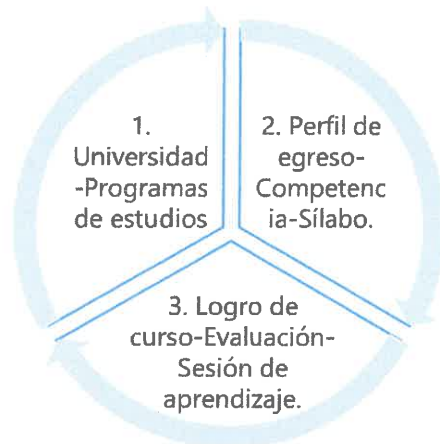 1.
Universidad
-Programas
de estudios
2. Perfil de
egreso-
Competenc
ia-Sílabo.
3. Logro de
curso-Evaluación-
Sesión de
aprendizaje.